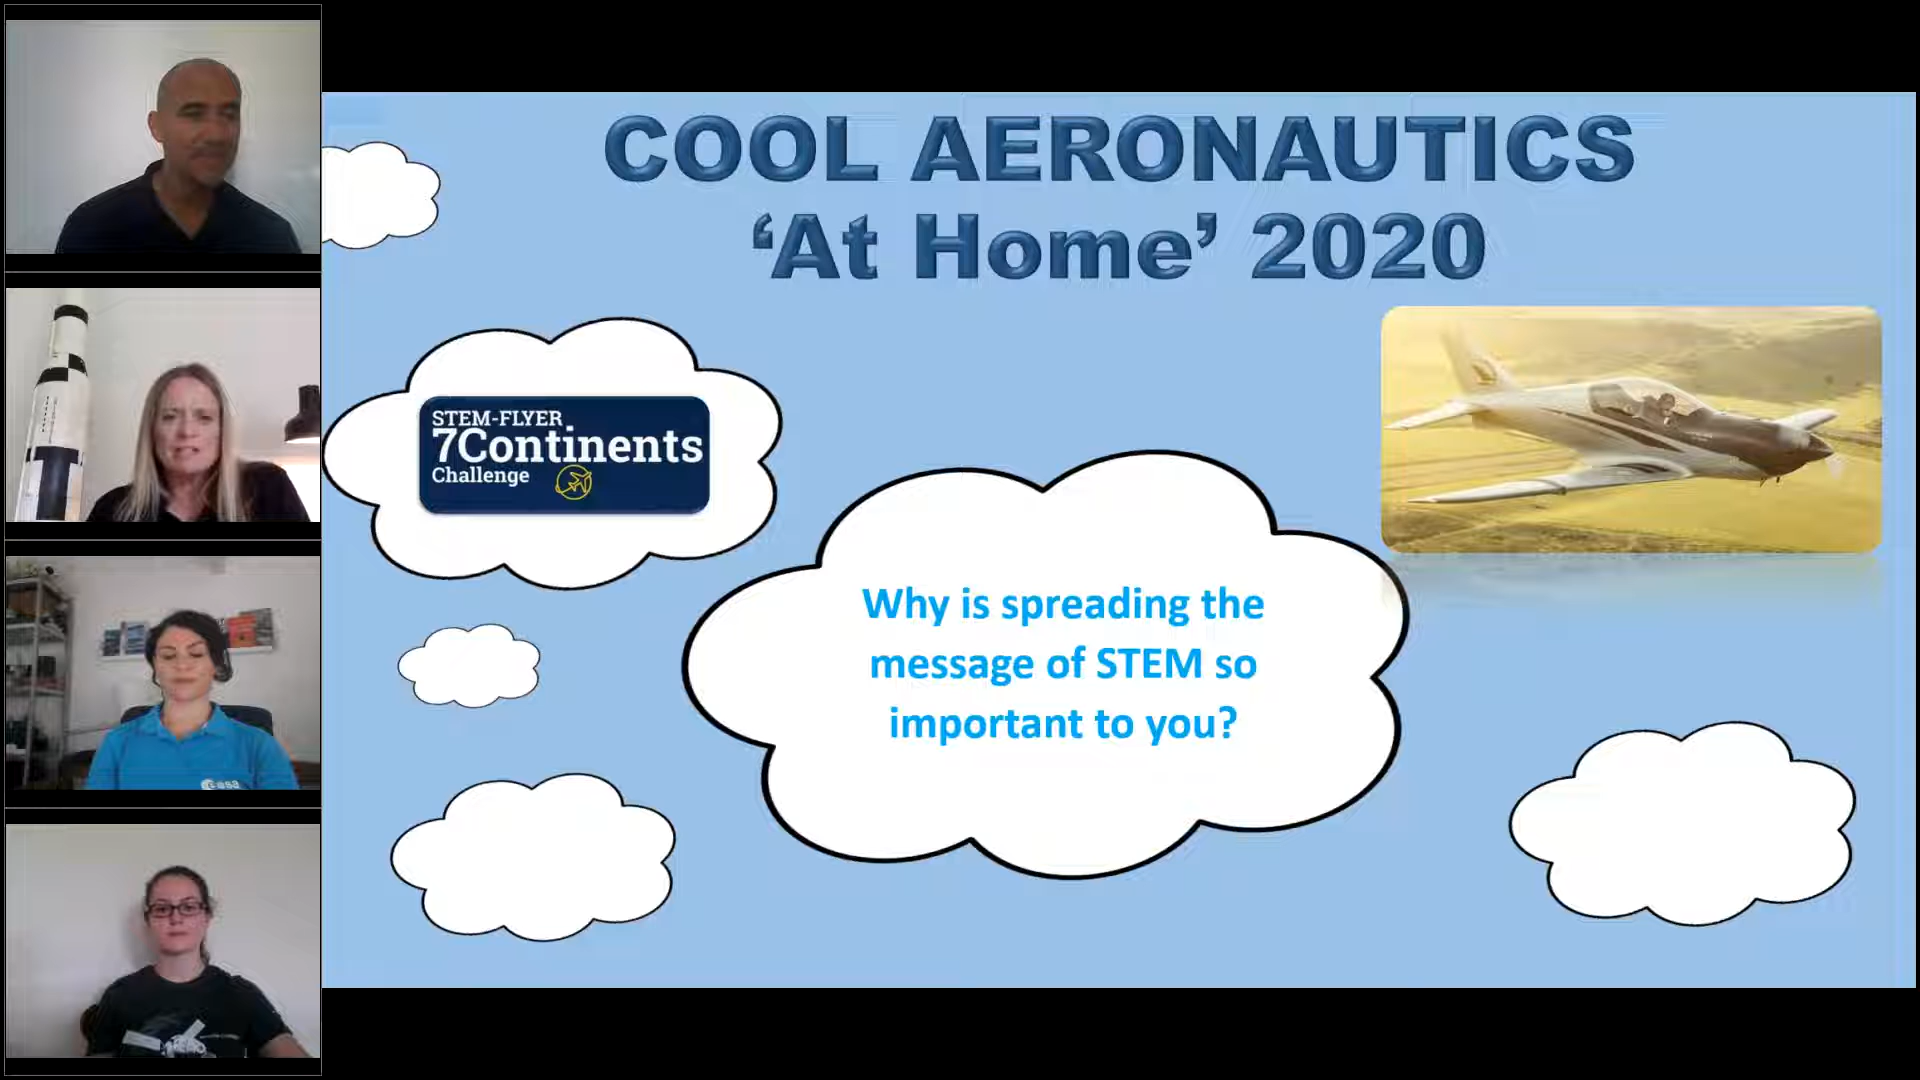 COOL AERONAUTICS
‘At Home’ 2020
STEM-FLYER
7Continents
Challenge
Why is spreading the
message of STEM so
important to you?
esa